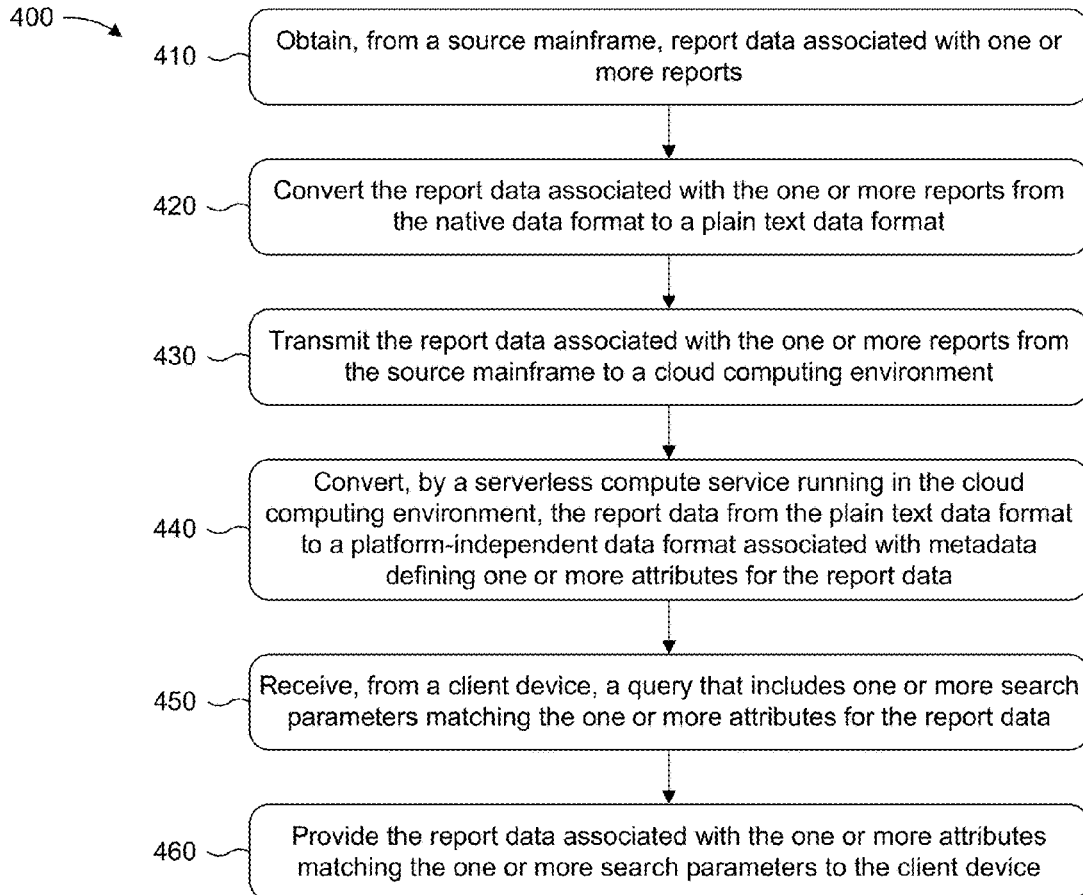 400
410
Obtain, from a source mainframe, report data associated with one or
more reports
420
Convert the report data associated with the one or more reports from
the native data format to a plain text data format
430
Transmit the report data associated with the one or more reports from
the source mainframe to a cloud computing environment
440
Convert, by a serverless compute service running in the cloud
computing environment, the report data from the plain text data format
to a platform-independent data format associated with metadata
defining one or more attributes for the report data
450
Receive, from a client device, a query that includes one or more search
parameters matching the one or more attributes for the report data
460
Provide the report data associated with the one or more attributes
matching the one or more search parameters to the client device